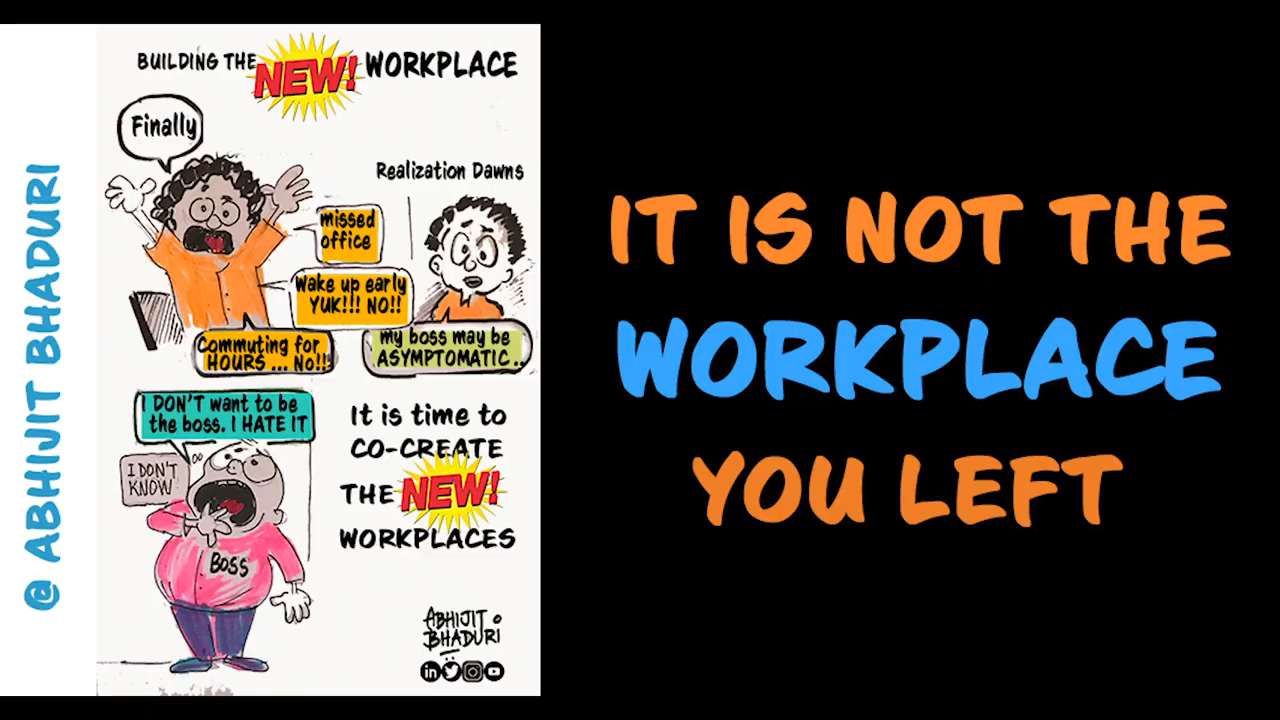 @ ABHIJIT BHADURI
BUILDING THE NEW! WORKPLACE
Finally
Realization Dawns
missed
office
Wake up early
YUK!!! NO!!
Commuting for
HOURS ... No!!
my boss may be
ASYMPTOMATIC ..
I DON'T want to be
the boss. I HATE IT
I DON'T
KNOW
BOSS
It is time to
CO-CREATE
THE NEW!
WORKPLACES
ABHIJIT
BHADURI
in
IT IS NOT THE
WORKPLACE
YOU LEFT